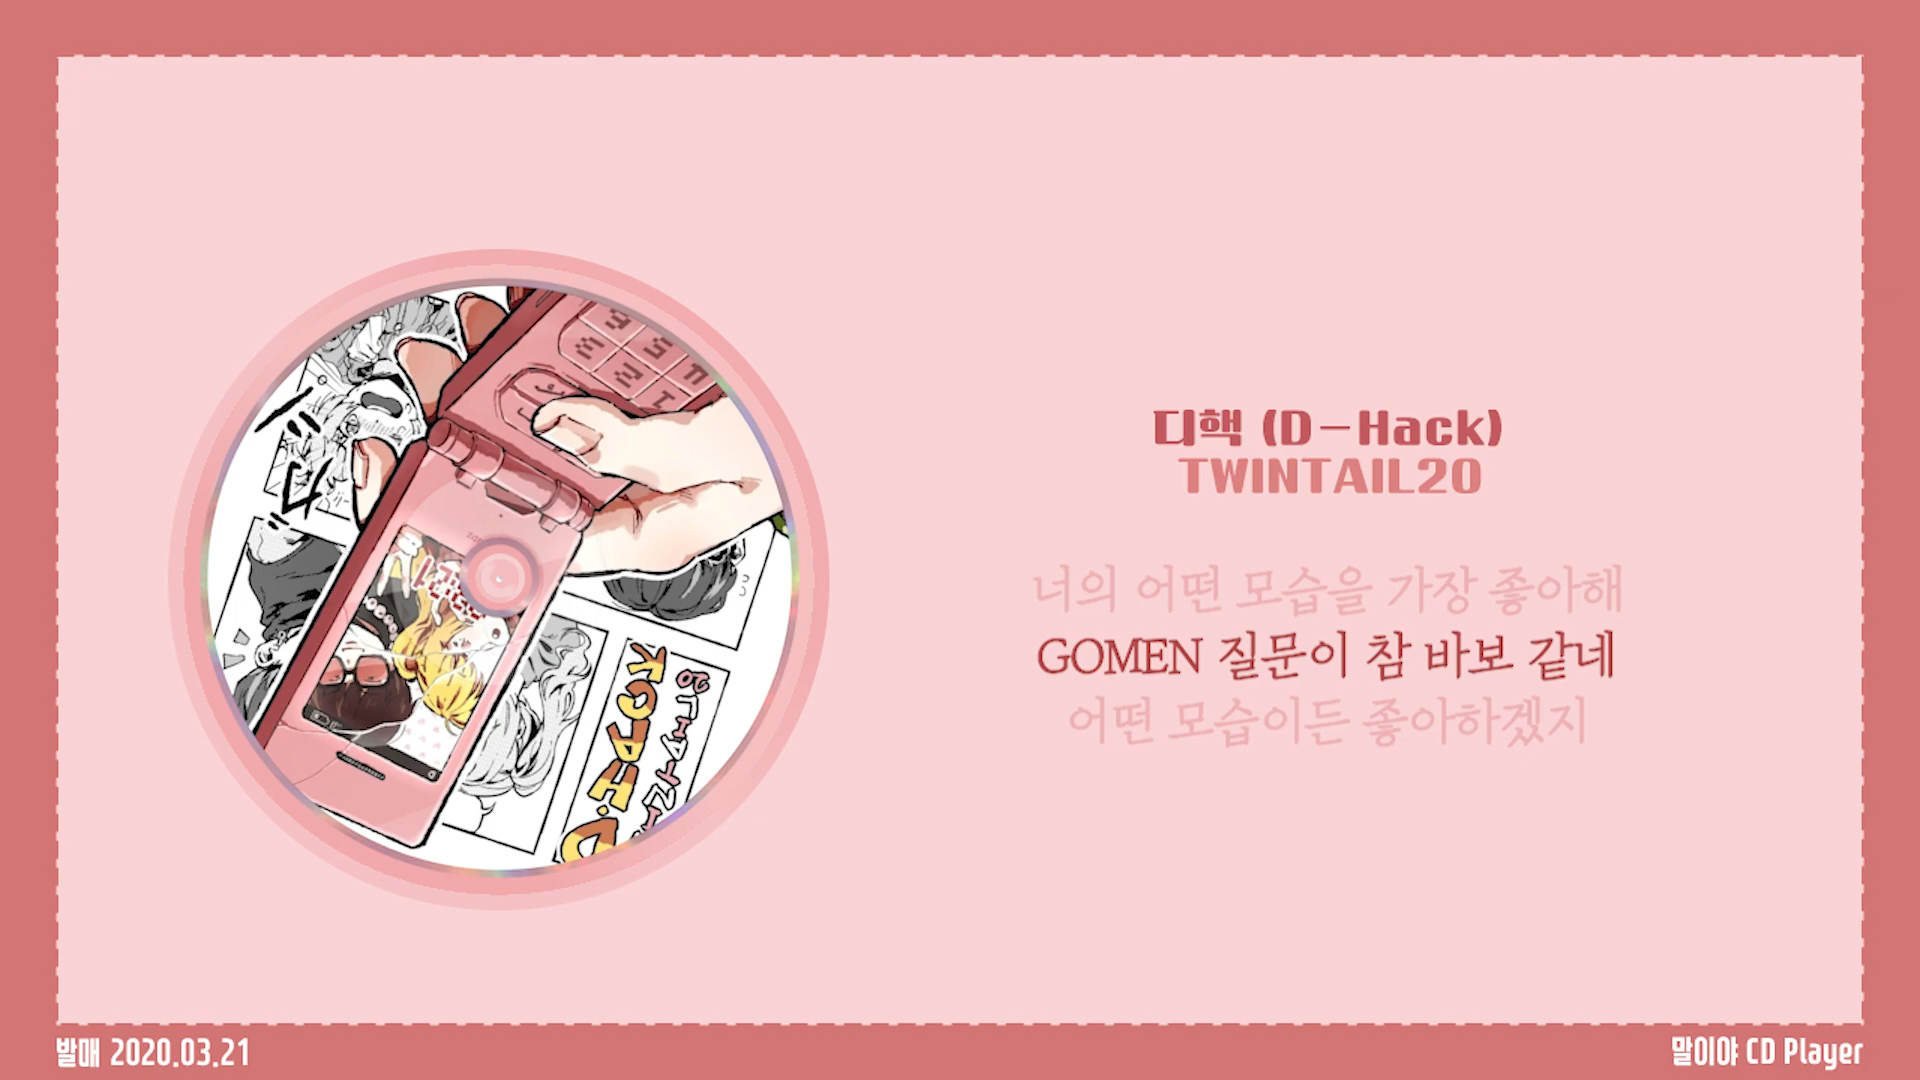 디핵 (D-Hack)
TWINTAIL20
너의 어떤 모습을 가장 좋아해
GOMEN 질문이 참 바보 같네
어떤 모습이든 좋아하겠지
D.HACK
발매 2020.03.21
말이야 CD Player